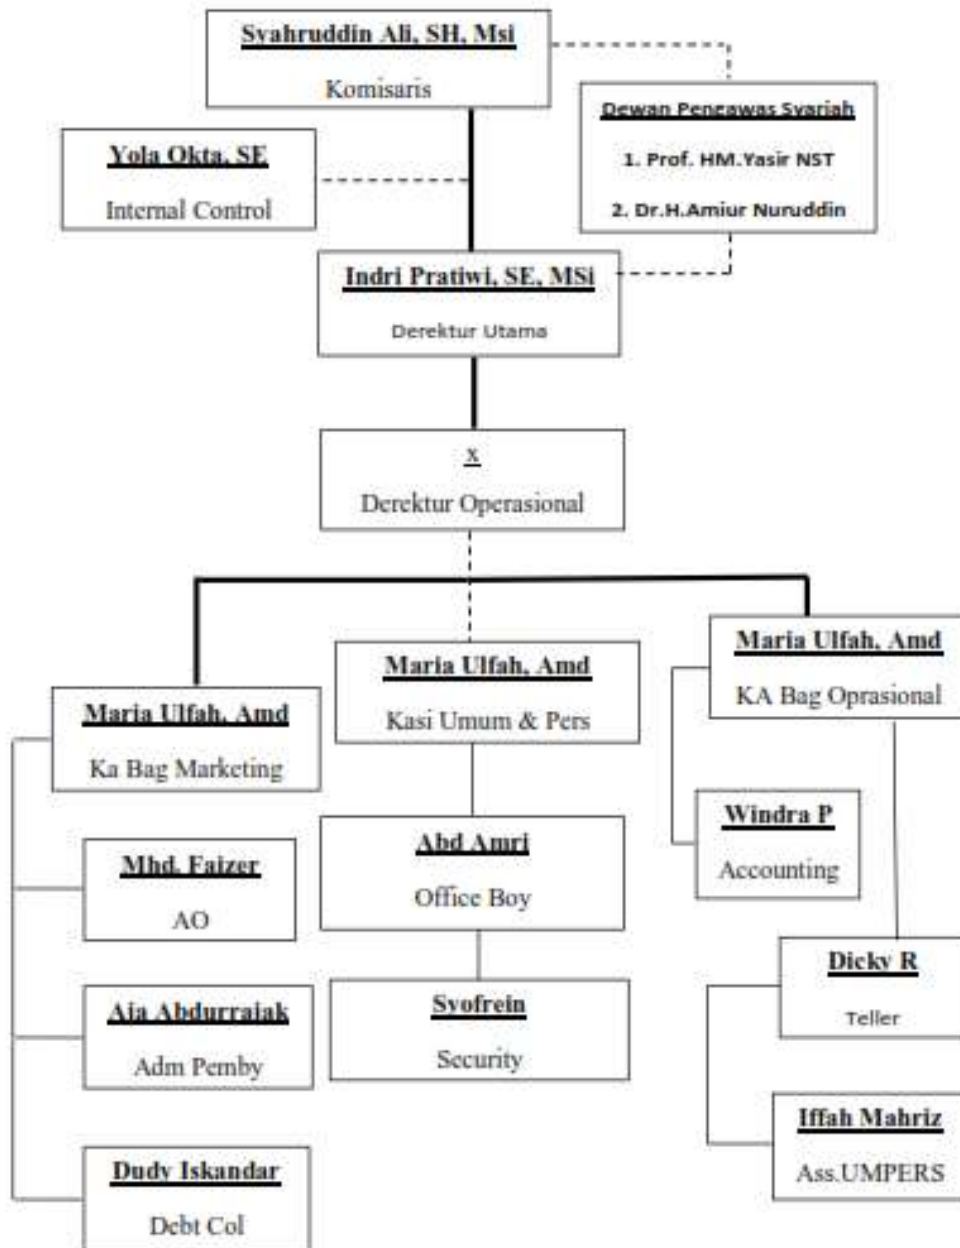 Syahruddin Ali, SH, Msi
Komisaris
Dewan Pengawas Syariah
1. Prof. HM.Yasir NST
2. Dr.H.Amiur Nuruddin
Yola Okta, SE
Internal Control
Indri Pratiwi, SE, MSi
Derektur Utama
x
Derektur Operasional
Maria Ulfah, Amd
Ka Bag Marketing
Maria Ulfah, Amd
Kasi Umum & Pers
Maria Ulfah, Amd
KA Bag Oprasional
Mhd. Faizer
AO
Abd Amri
Office Boy
Windra P
Accounting
Aja Abdurrajak
Adm Pemby
Syofrein
Security
Dicky R
Teller
Dudy Iskandar
Debt Col
Iffah Mahriz
Ass.UMPERS